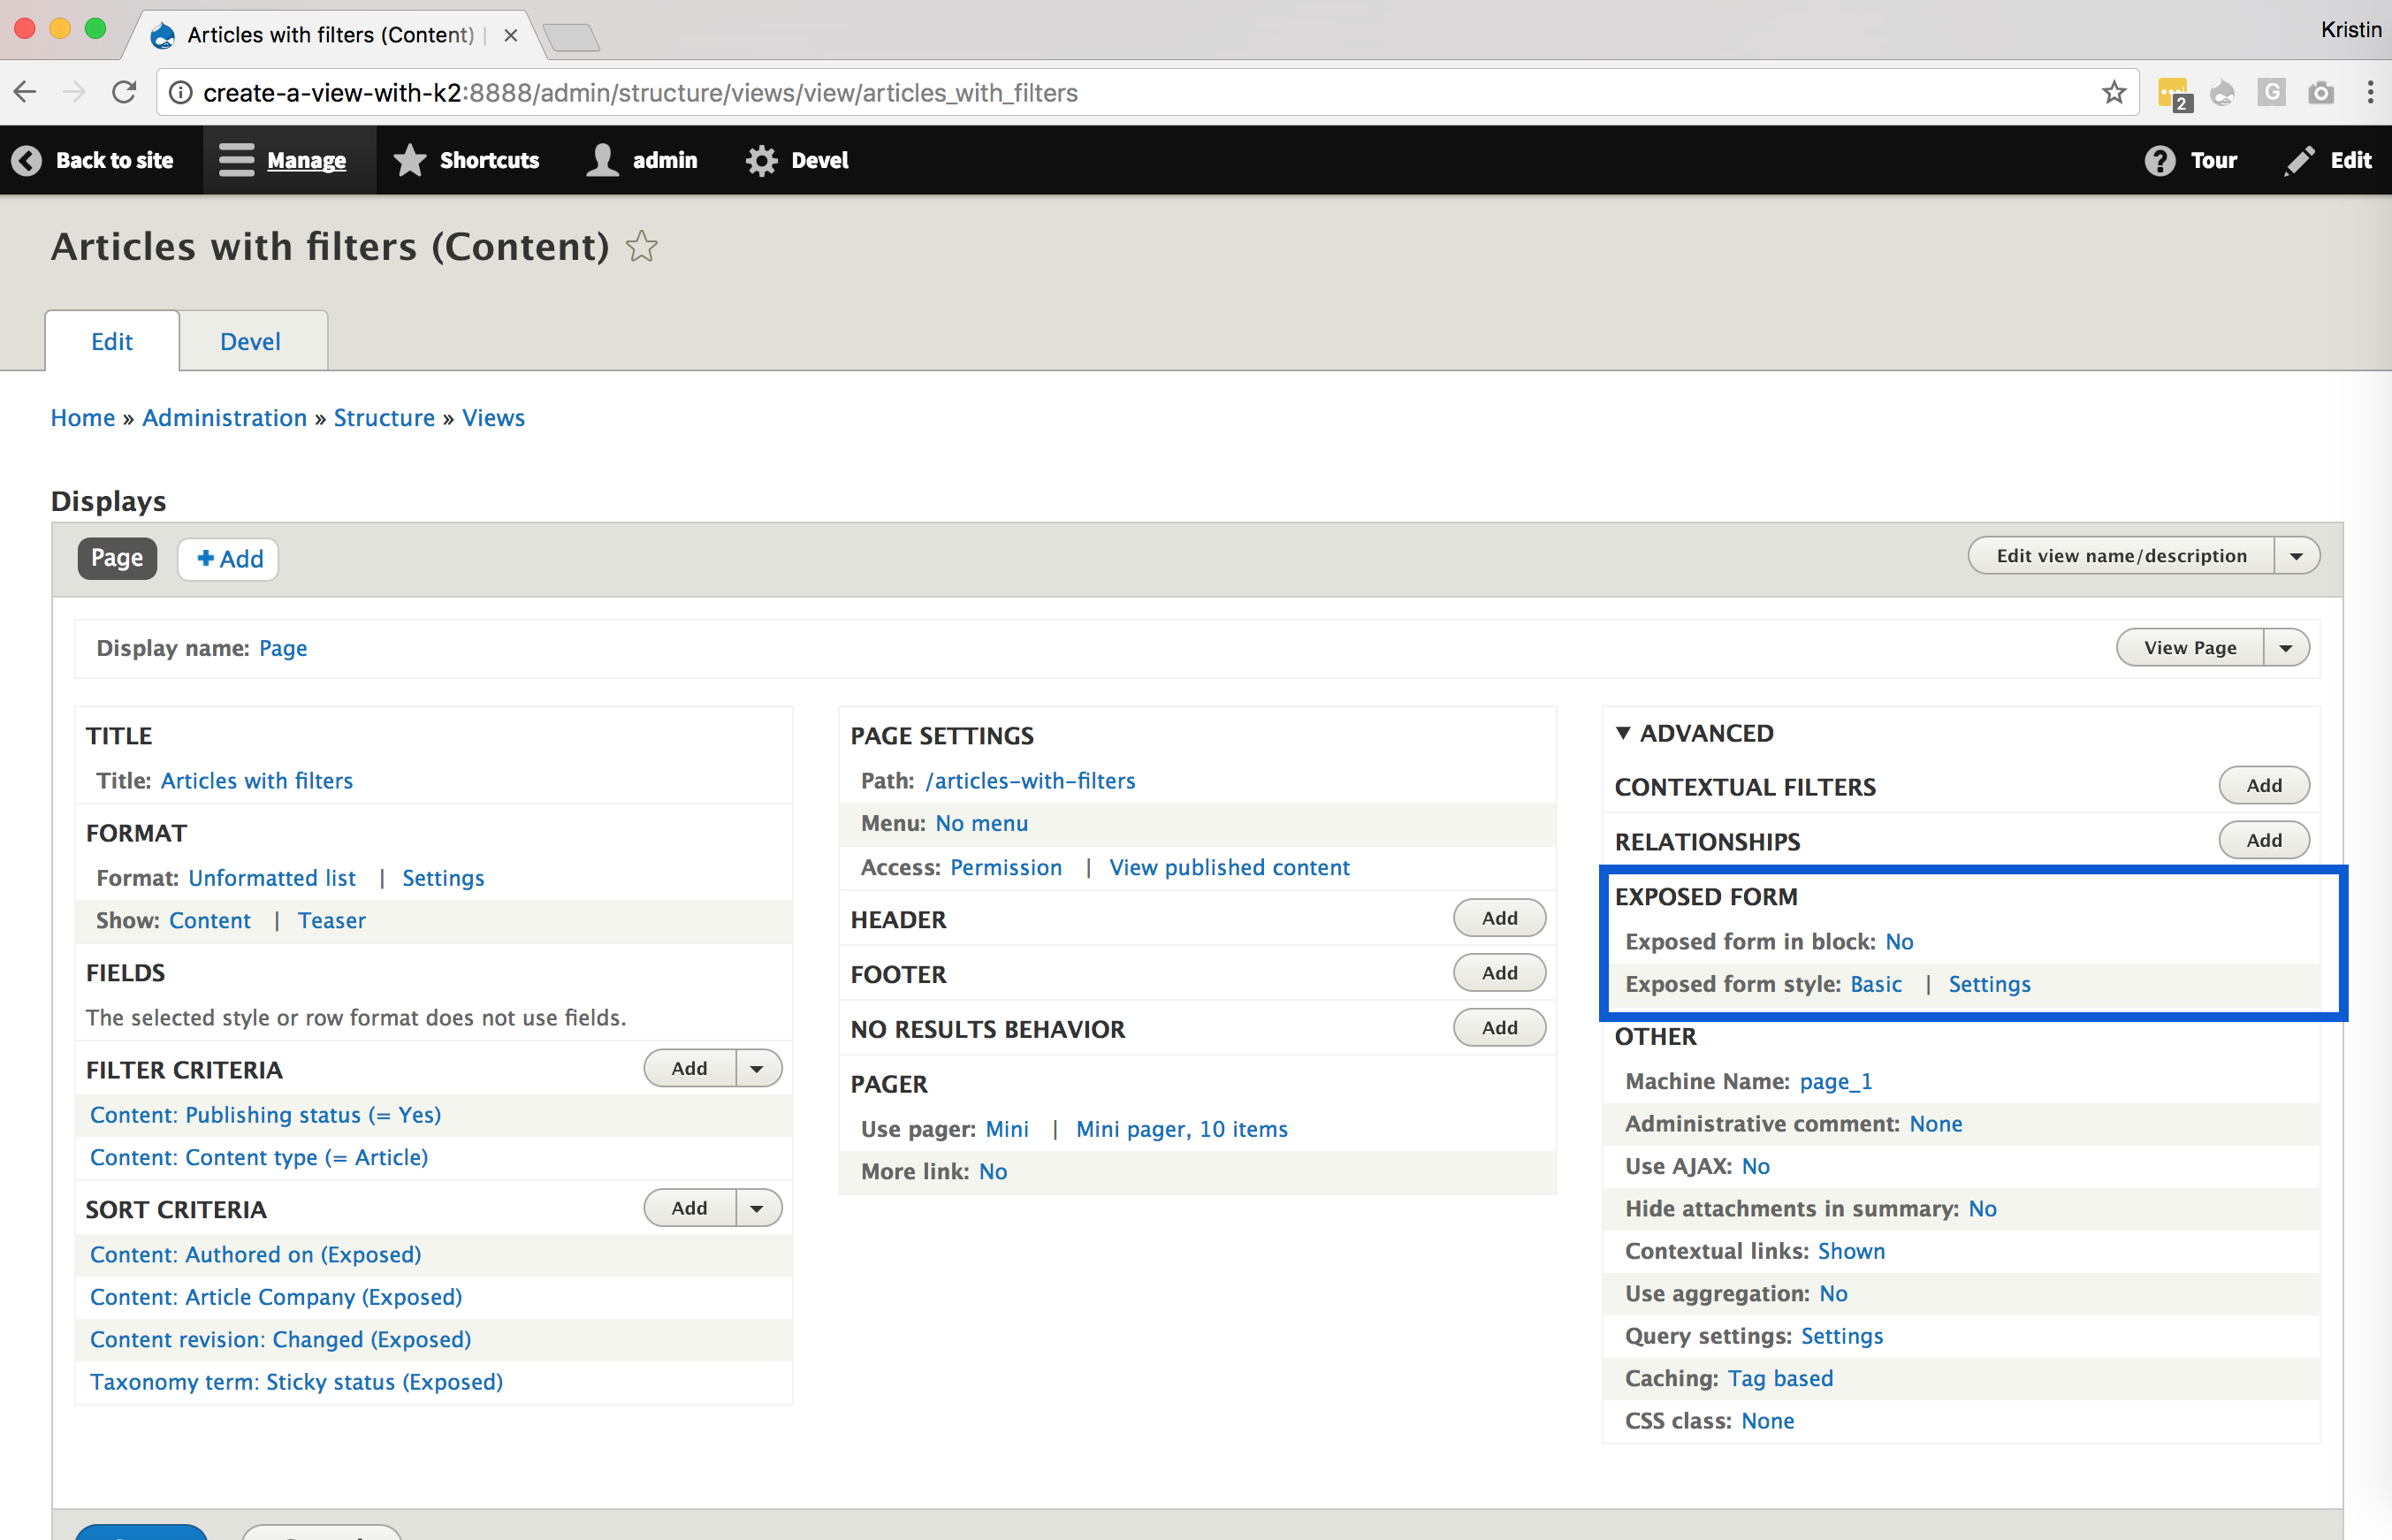 Articles with filters (Content) |
Kristin
create-a-view-with-k2:8888/admin/structure/views/view/articles_with_filters
2
G
Back to site Manage Shortcuts admin Devel Tour Edit
Articles with filters (Content)
Edit Devel
Home » Administration » Structure » Views
Displays
Page Add Edit view name/description
Display name: Page View Page
TITLE
Title: Articles with filters
FORMAT
Format: Unformatted list | Settings
Show: Content | Teaser
FIELDS
The selected style or row format does not use fields.
FILTER CRITERIA Add
Content: Publishing status (= Yes)
Content: Content type (= Article)
SORT CRITERIA Add
Content: Authored on (Exposed)
Content: Article Company (Exposed)
Content revision: Changed (Exposed)
Taxonomy term: Sticky status (Exposed)
PAGE SETTINGS
Path: /articles-with-filters
Menu: No menu
Access: Permission | View published content
HEADER Add
FOOTER Add
NO RESULTS BEHAVIOR Add
PAGER
Use pager: Mini | Mini pager, 10 items
More link: No
ADVANCED
CONTEXTUAL FILTERS Add
RELATIONSHIPS Add
EXPOSED FORM
Exposed form in block: No
Exposed form style: Basic | Settings
OTHER
Machine Name: page_1
Administrative comment: None
Use AJAX: No
Hide attachments in summary: No
Contextual links: Shown
Use aggregation: No
Query settings: Settings
Caching: Tag based
CSS class: None